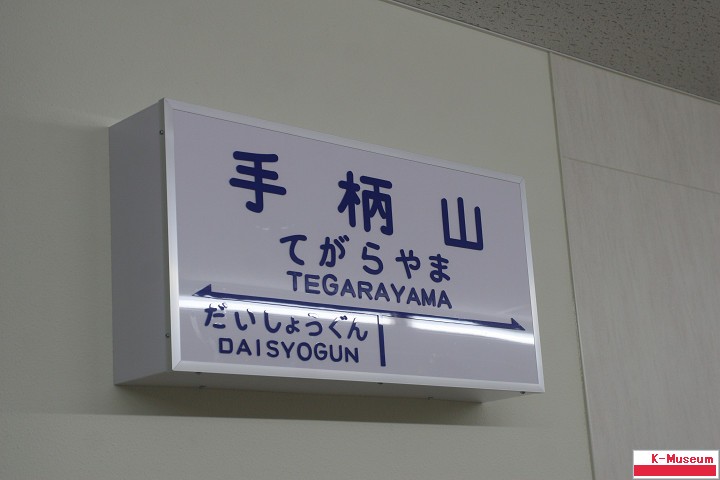 手柄山
てがらやま
TEGARAYAMA
だいしょうぐん
DAISYOGUN
K-Museum